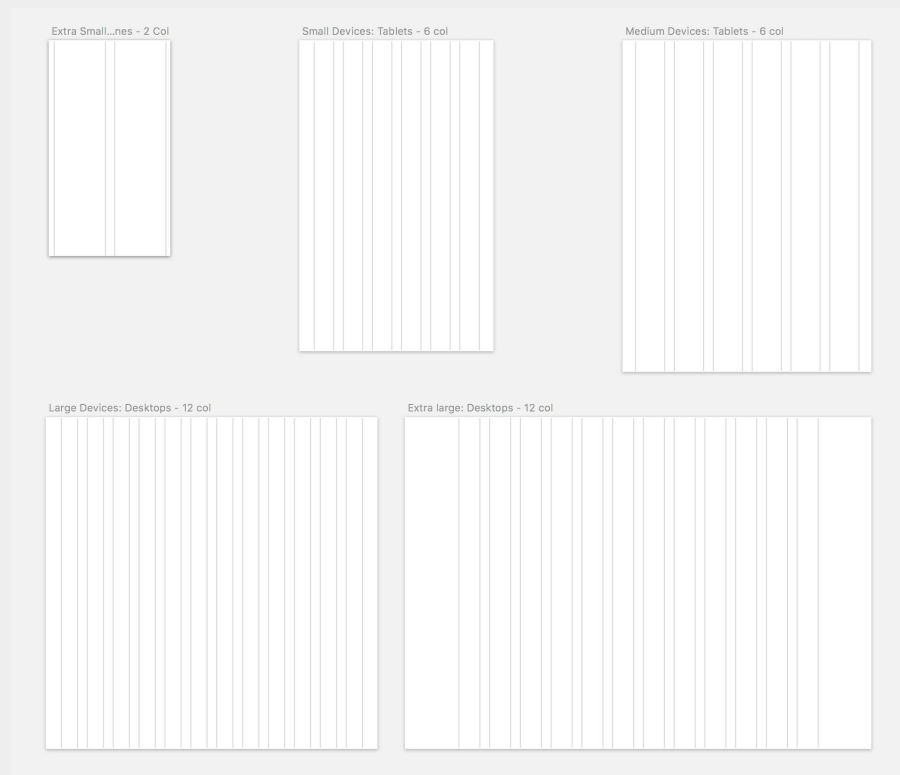 Extra Small...nes - 2 Col
Small Devices: Tablets - 6 col
Medium Devices: Tablets - 6 col
Large Devices: Desktops - 12 col
Extra large: Desktops - 12 col